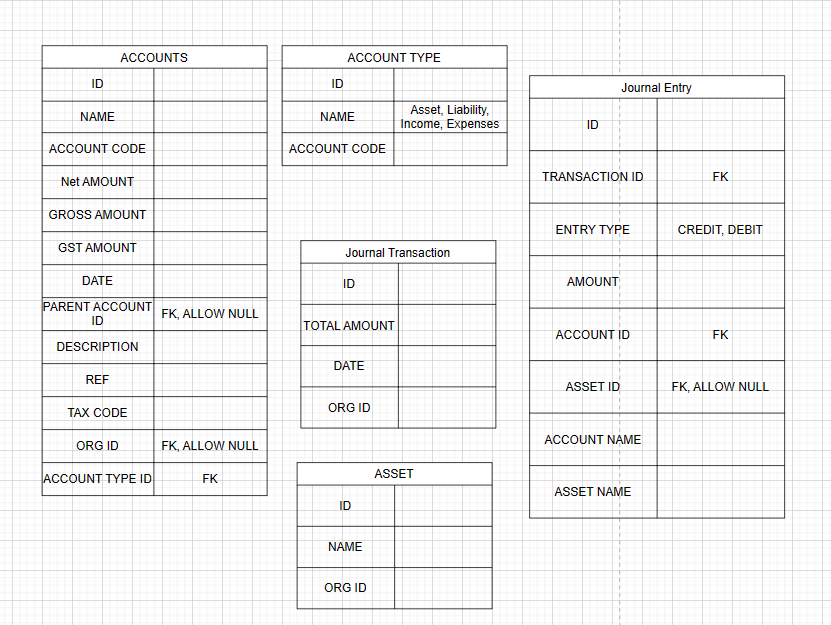 ACCOUNTS
ID
NAME
ACCOUNT CODE
Net AMOUNT
GROSS AMOUNT
GST AMOUNT
DATE
PARENT ACCOUNT
ID
FK, ALLOW NULL
DESCRIPTION
REF
TAX CODE
ORG ID
FK, ALLOW NULL
ACCOUNT TYPE ID
FK
ACCOUNT TYPE
ID
NAME
Asset, Liability,
Income, Expenses
ACCOUNT CODE
Journal Transaction
ID
TOTAL AMOUNT
DATE
ORG ID
ASSET
ID
NAME
ORG ID
Journal Entry
ID
TRANSACTION ID
FK
ENTRY TYPE
CREDIT, DEBIT
AMOUNT
ACCOUNT ID
FK
ASSET ID
FK, ALLOW NULL
ACCOUNT NAME
ASSET NAME